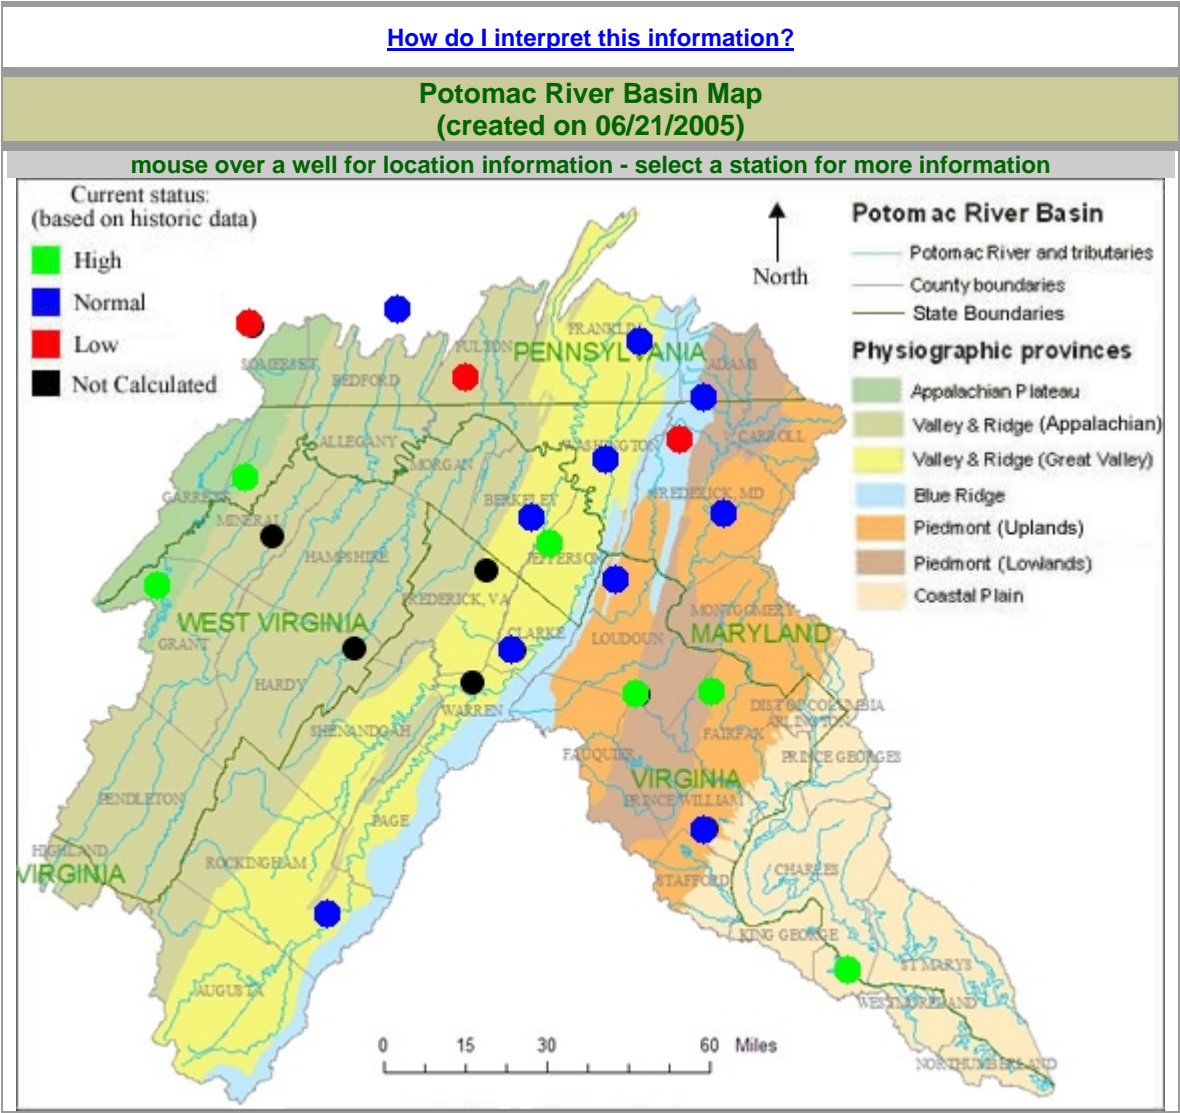 How do I interpret this information?
Potomac River Basin Map
(created on 06/21/2005)
mouse over a well for location information - select a station for more information
Current status:
(based on historic data)
High
Normal
Low
Not Calculated
North
Potomac River Basin
Potomac River and tributaries
County boundaries
State Boundaries
Physiographic provinces
Appalachian Plateau
Valley & Ridge (Appalachian)
Valley & Ridge (Great Valley)
Blue Ridge
Piedmont (Uplands)
Piedmont (Lowlands)
Coastal Plain
FRANKLIN
FULTON
PENNSYLVANIA
SOMERSET
ADAMS
BEDFORD
ALLEGANY
CARROLL
WASHINGTON
MORGAN
GARRETT
BERKELEY
FREDERICK, MD
MINERAL
HAMPSHIRE
JEFFERSON
FREDERICK, VA
MONTGOMERY
WEST VIRGINIA
CLARKE
LOUDOUN
MARYLAND
GRANT
HARDY
WARREN
DIST OF COLUMBIA
ARLINGTON
SHENANDOAH
FAIRFAX
FAUQUIER
PRINCE GEORGES
VIRGINIA
PENDLETON
PRINCE WILLIAM
PAGE
HIGHLAND
ROCKINGHAM
VIRGINIA
CHARLES
STAFFORD
KING GEORGE
ST MARYS
AUGUSTA
WESTMORELAND
0 15 30 60 Miles
NORTHUMBERLAND